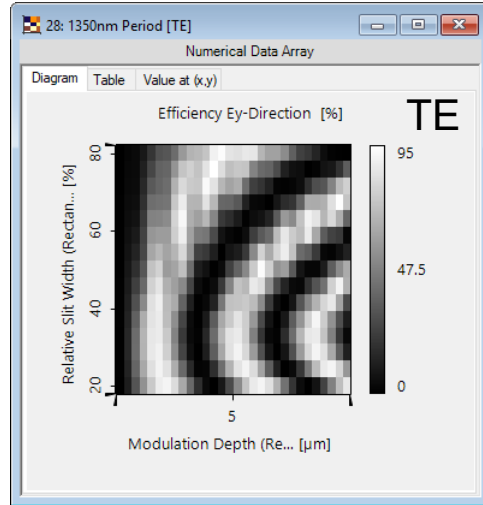 28: 1350nm Period [TE]
Numerical Data Array
Diagram Table Value at (x,y)
Efficiency Ey-Direction [%]
TE
Relative Slit Width (Rectan... [%]
80
60
40
20
5
Modulation Depth (Re... [µm]
95
47.5
0